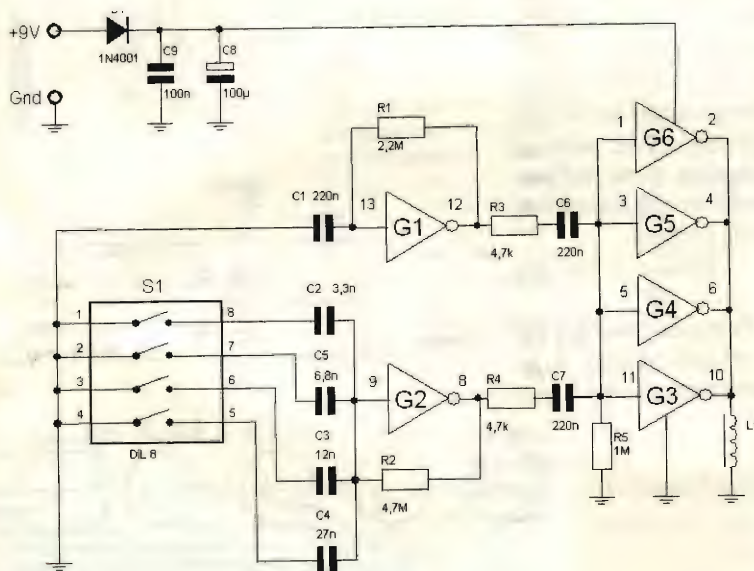 +9V
1N4001
C9
100n
C8
100µ
Gnd
R1
2,2M
1 G6 2
C1 220n
13 G1 12
R3
4,7k
C6
220n
3 G5 4
S1
C2 3,3n
5 G4 6
1 8
2 7
3 6
4 5
DIL 8
C5
6,8n
9 G2 8
R4
4,7k
C7
220n
11 G3 10
C3
12n
R2
4,7M
R5
1M
C4
27n